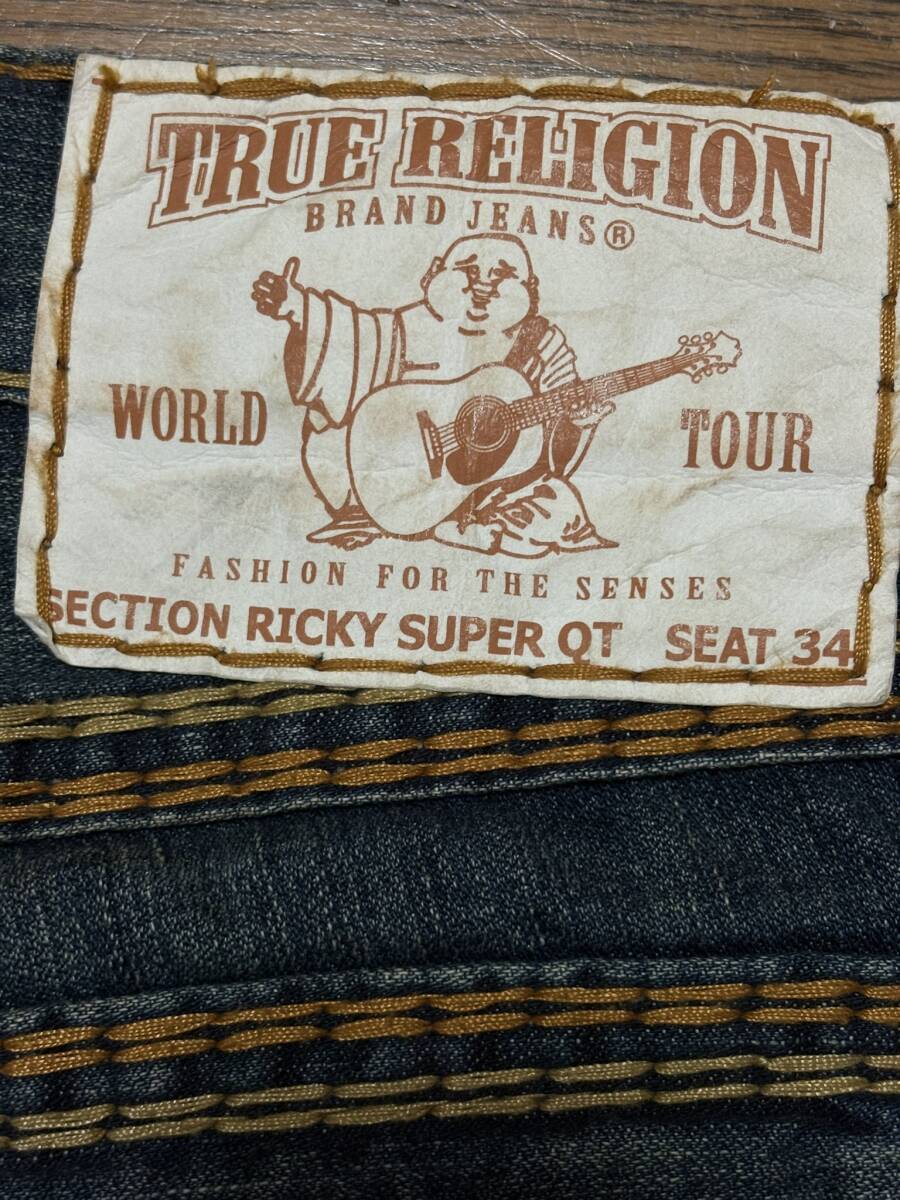 TRUE RELIGION
BRAND JEANS®
WORLD TOUR
FASHION FOR THE SENSES
SECTION RICKY SUPER QT SEAT 34